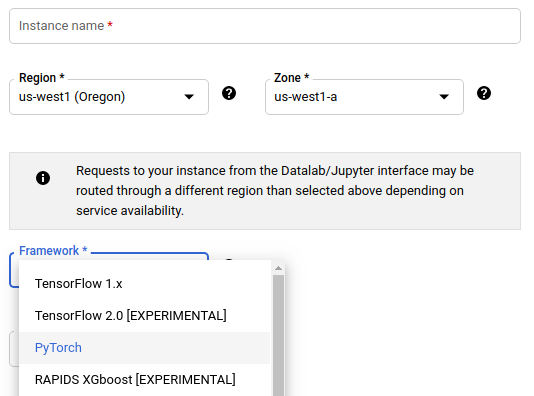 Instance name *
Region *
Zone *
us-west1 (Oregon)
us-west1-a
Requests to your instance from the Datalab/Jupyter interface may be
routed through a different region than selected above depending on
service availability.
Framework *
TensorFlow 1.x
TensorFlow 2.0 [EXPERIMENTAL]
PyTorch
RAPIDS XGboost [EXPERIMENTAL]